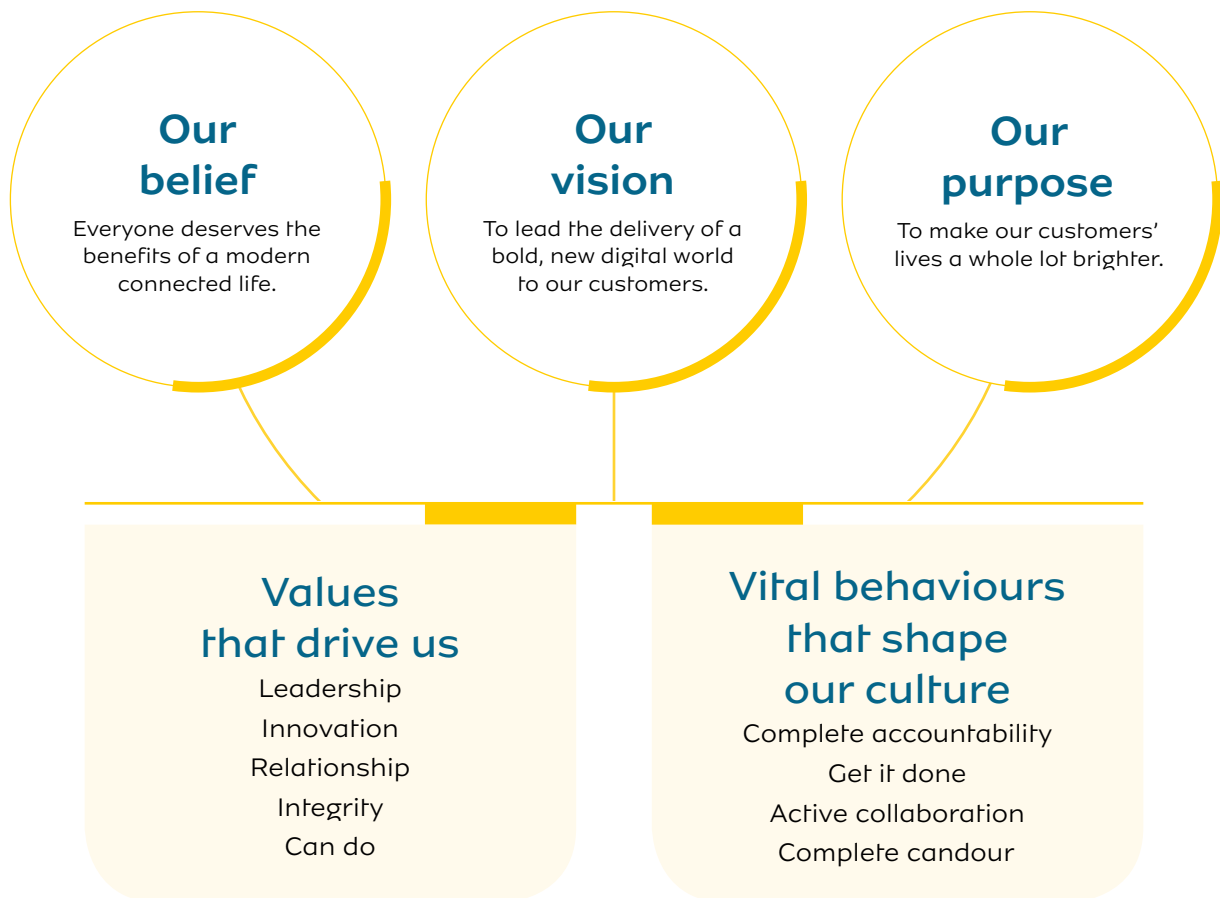 Our
belief
Everyone deserves the
benefits of a modern
connected life.
Our
vision
To lead the delivery of a
bold, new digital world
to our customers.
Our
purpose
To make our customers’
lives a whole lot brighter.
Values
that drive us
Leadership
Innovation
Relationship
Integrity
Can do
Vital behaviours
that shape
our culture
Complete accountability
Get it done
Active collaboration
Complete candour